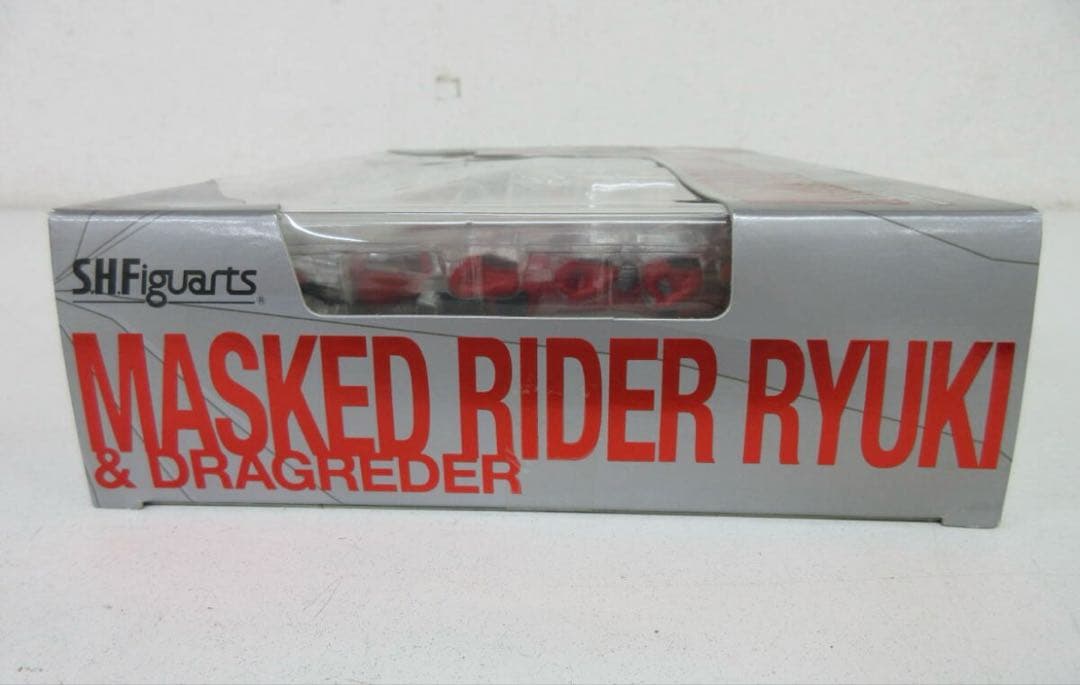 S.H.Figuarts®
MASKED RIDER RYUKI
& DRAGREDER